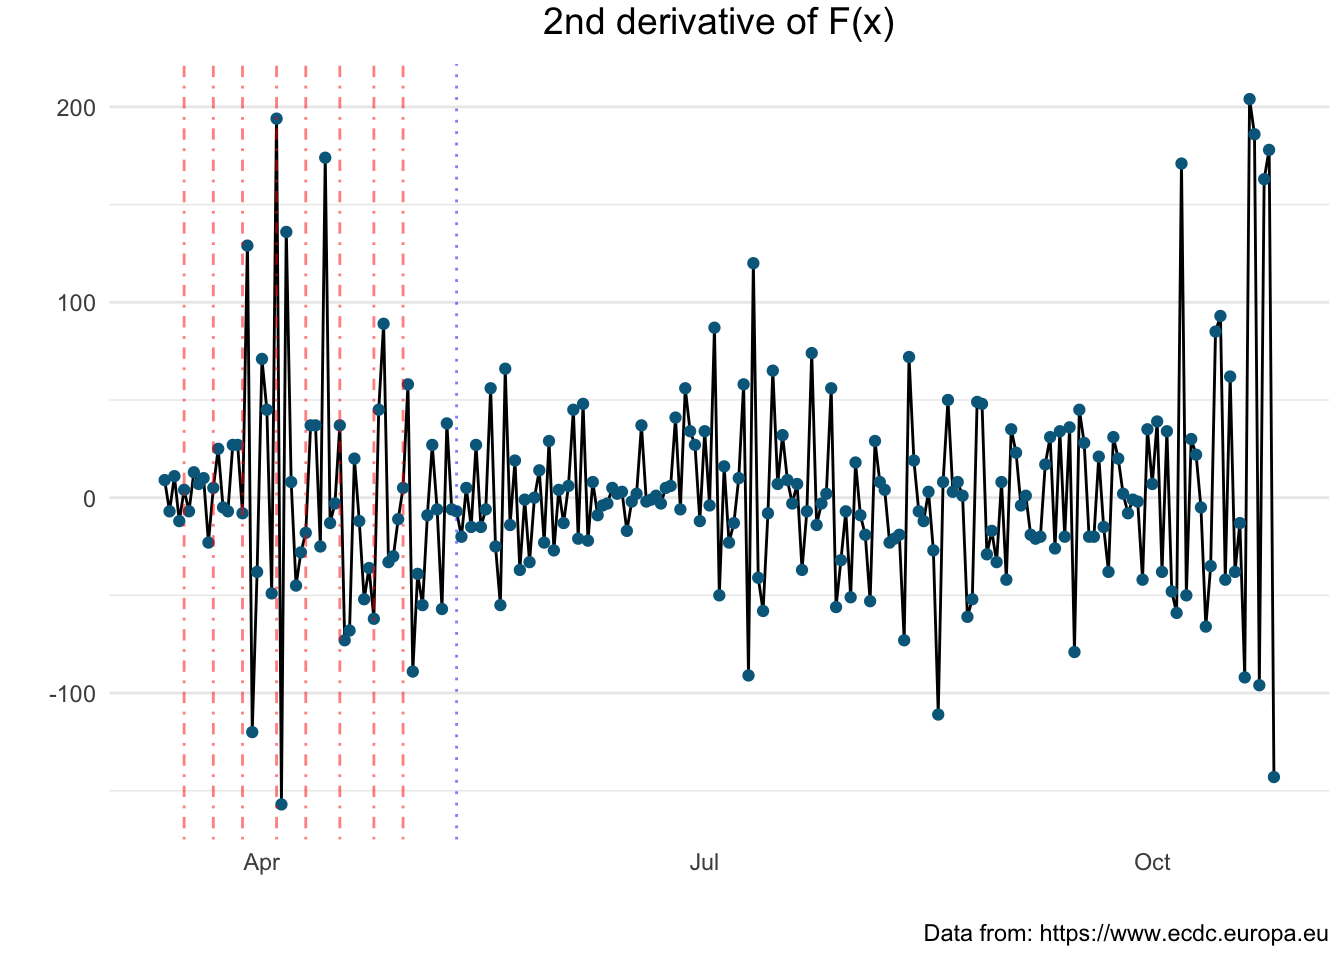 2nd derivative of F(x)
200
100
0
-100
Apr
Jul
Oct
Data from: https://www.ecdc.europa.eu